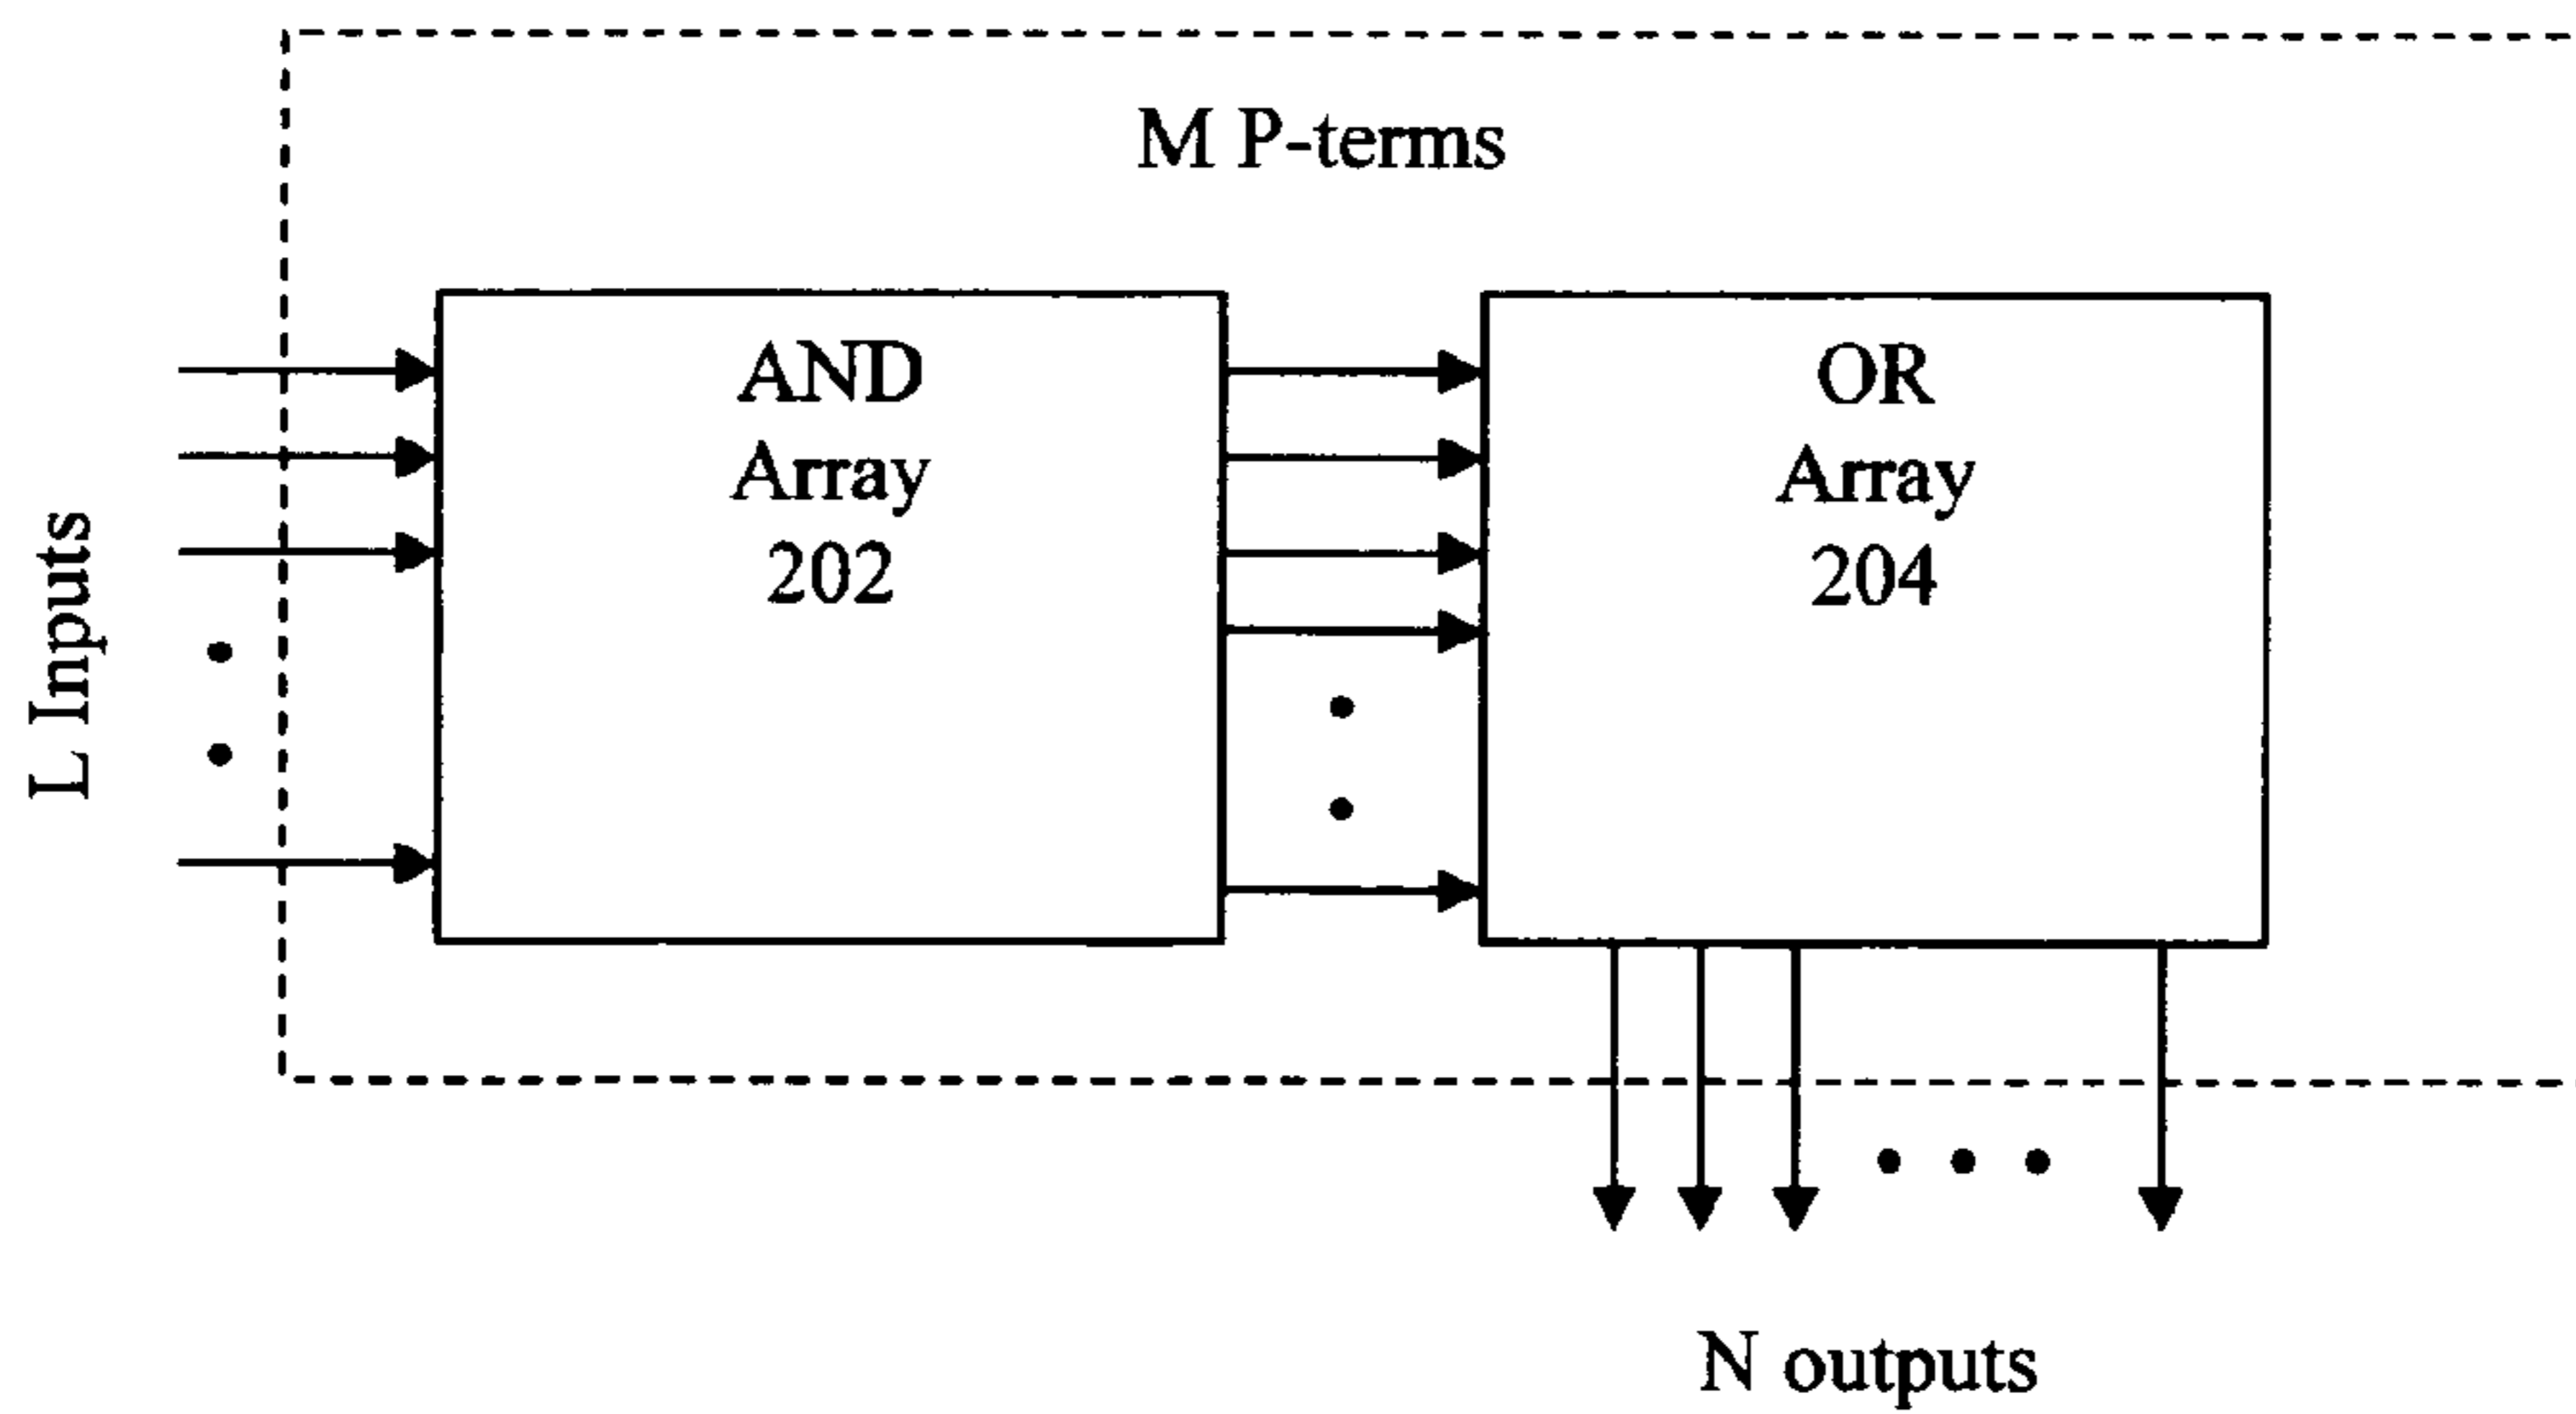 M P-terms
L Inputs
AND
Array
202
OR
Array
204
N outputs